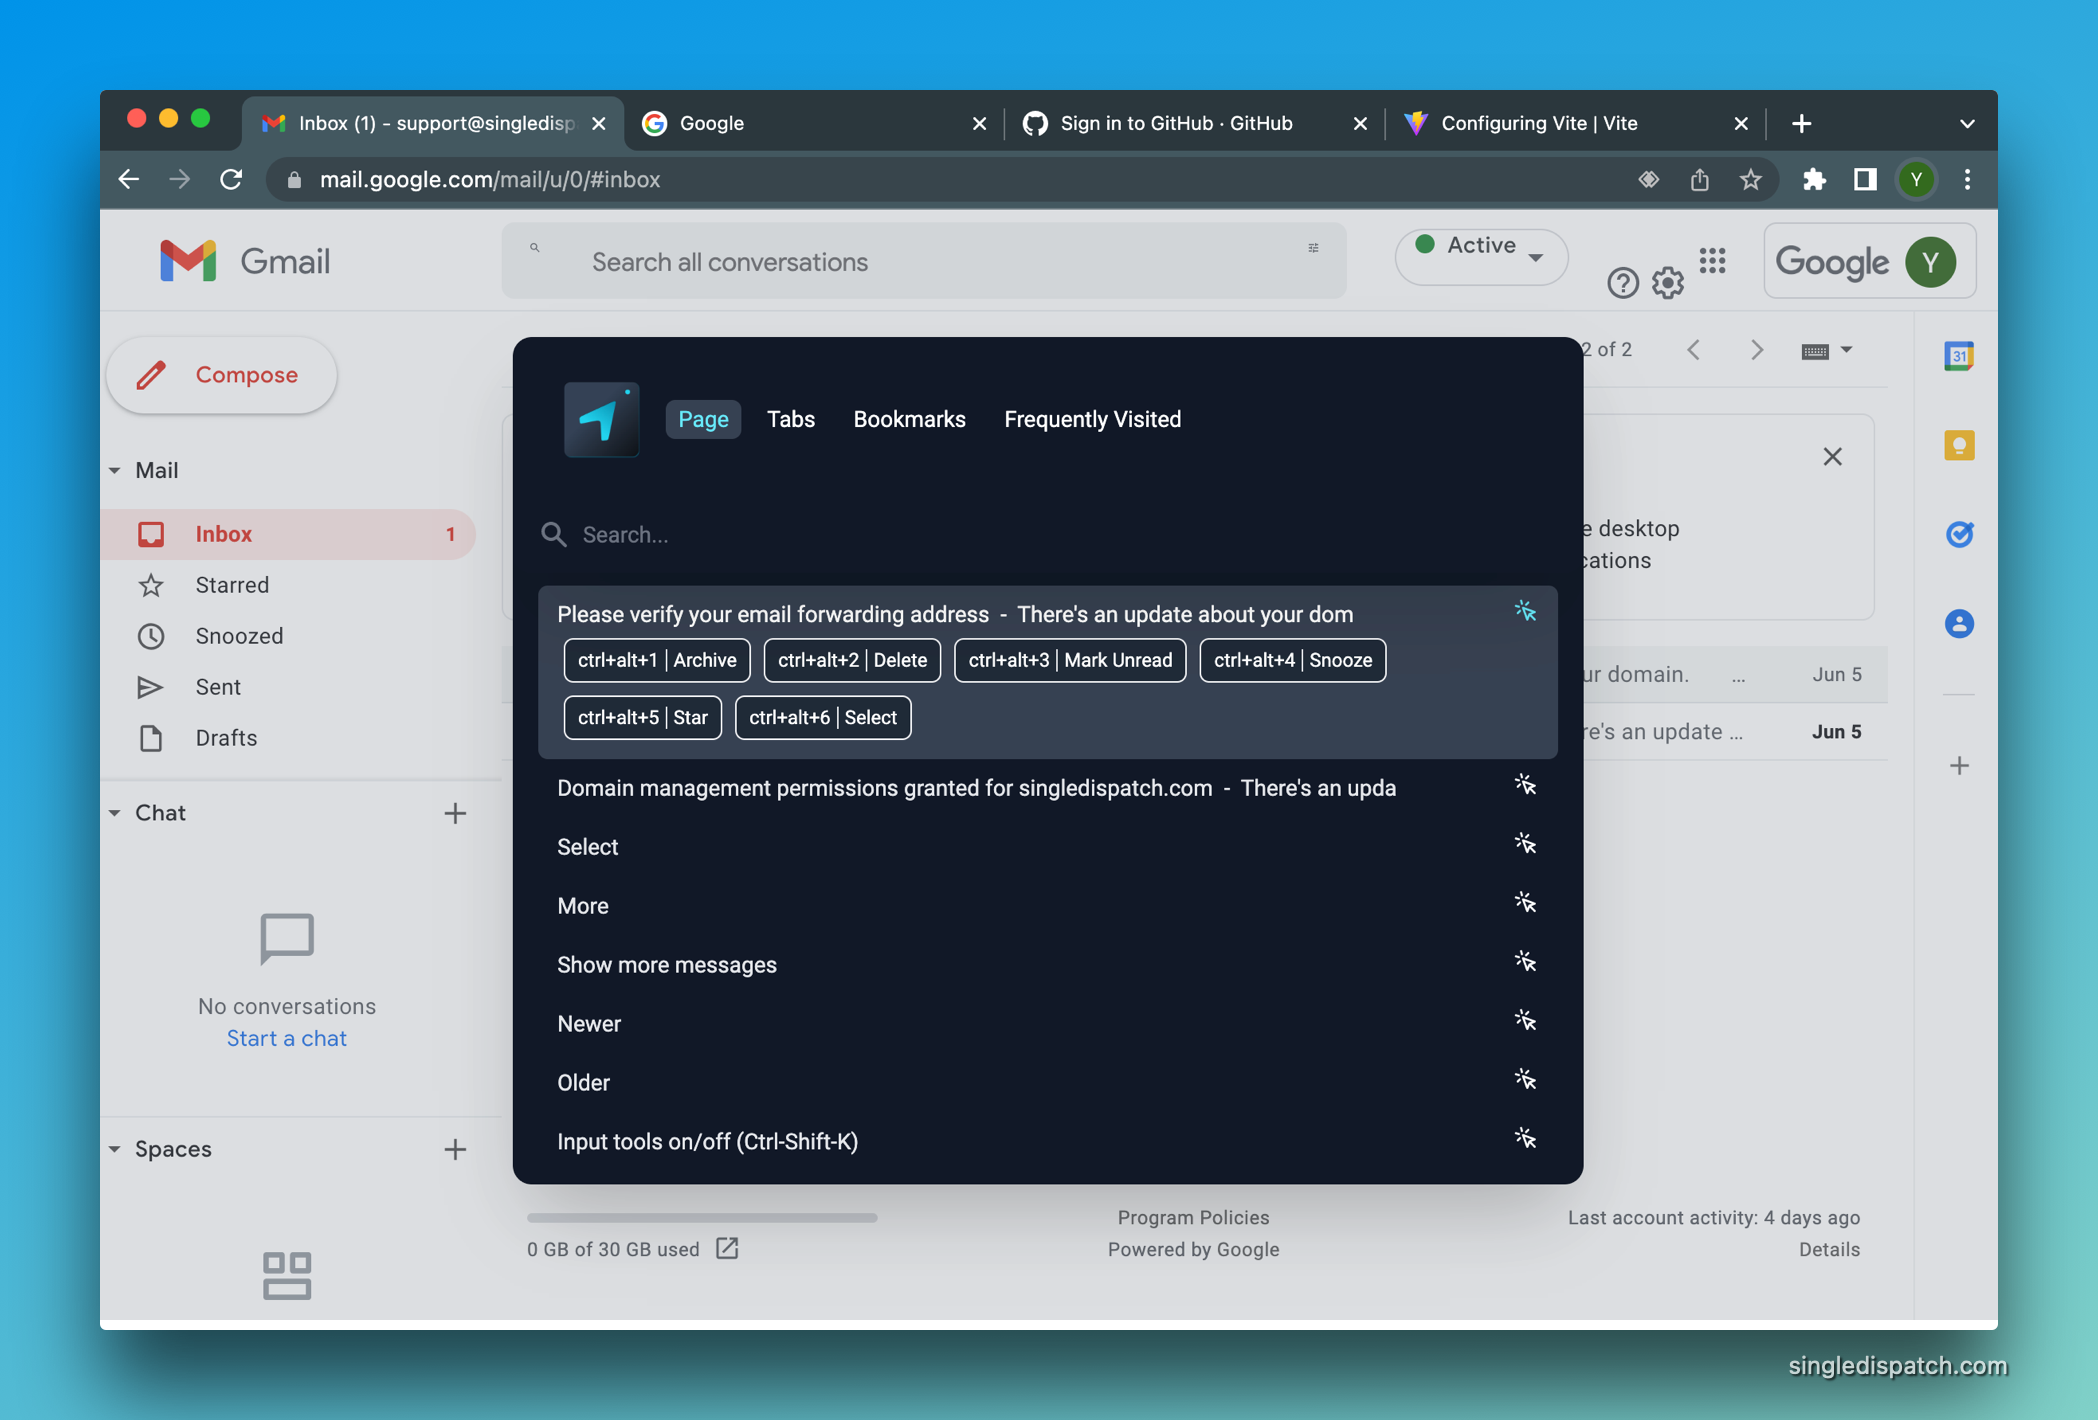 Inbox (1) - support@singledisp
Google
Sign in to GitHub · GitHub
Configuring Vite | Vite
mail.google.com/mail/u/0/#inbox
Y
Gmail
Search all conversations
Active
Google
Y
Compose
2 of 2
31
Page
Tabs
Bookmarks
Frequently Visited
Mail
Search...
e desktop
cations
Inbox
1
Starred
Snoozed
Sent
Drafts
Please verify your email forwarding address - There's an update about your dom
ctrl+alt+1 | Archive
ctrl+alt+2 | Delete
ctrl+alt+3 | Mark Unread
ctrl+alt+4 | Snooze
ctrl+alt+5 | Star
ctrl+alt+6 | Select
ur domain. ...
Jun 5
re's an update ...
Jun 5
Domain management permissions granted for singledispatch.com - There's an upda
Select
More
Show more messages
Newer
Older
Input tools on/off (Ctrl-Shift-K)
Chat
No conversations
Start a chat
Spaces
0 GB of 30 GB used
Program Policies
Powered by Google
Last account activity: 4 days ago
Details
singledispatch.com